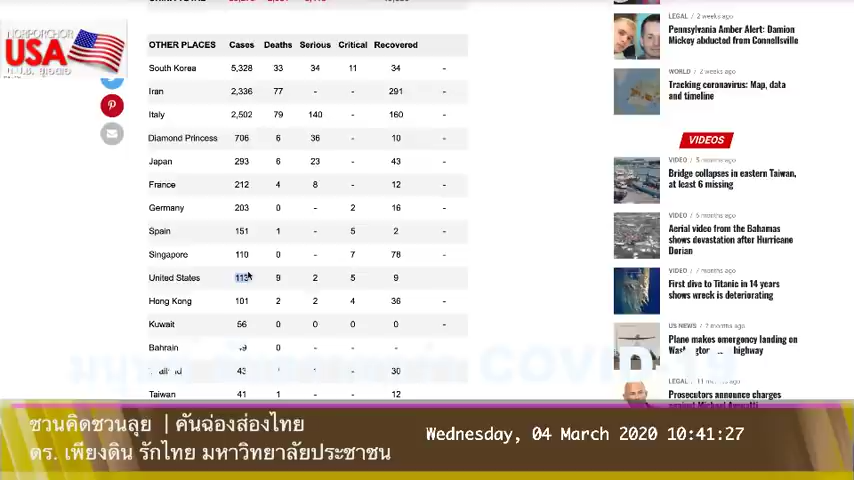 NORPORCHOR
USA
OTHER PLACES Cases Deaths Serious Critical Recovered
South Korea 5,328 33 34 11 34 -
Iran 2,336 77 - - 291 -
Italy 2,502 79 140 - 160 -
Diamond Princess 706 6 36 - 10 -
Japan 293 6 23 - 43 -
France 212 4 8 - 12 -
Germany 203 0 - 2 16 -
Spain 151 1 - 5 2 -
Singapore 110 0 - 7 78 -
United States 113 9 2 5 9
Hong Kong 101 2 2 4 36 -
Kuwait 56 0 0 0 0 -
Bahrain 0 - - 0
43 30
Taiwan 41 1 - - 12
LEGAL / 2 weeks ago
Pennsylvania Amber Alert: Damion
Mickey abducted from Connellsville
WORLD / 2 weeks ago
Tracking coronavirus: Map, data
and timeline
VIDEOS
VIDEO / 5 months ago
Bridge collapses in eastern Taiwan,
at least 6 missing
VIDEO / 6 months ago
Aerial video from the Bahamas
shows devastation after Hurricane
Dorian
VIDEO / 7 months ago
First dive to Titanic in 14 years
shows wreck is deteriorating
US NEWS / 7 months ago
Plane makes emergency landing on
highway
LEGAL /
Prosecutors announce charges
against Michael Avenatti
COVID-19
ชวนคิดชวนลุย | คันฉ่องส่องไทย
ดร. เพียงดิน รักไทย มหาวิทยาลัยประชาชน
Wednesday, 04 March 2020 10:41:27